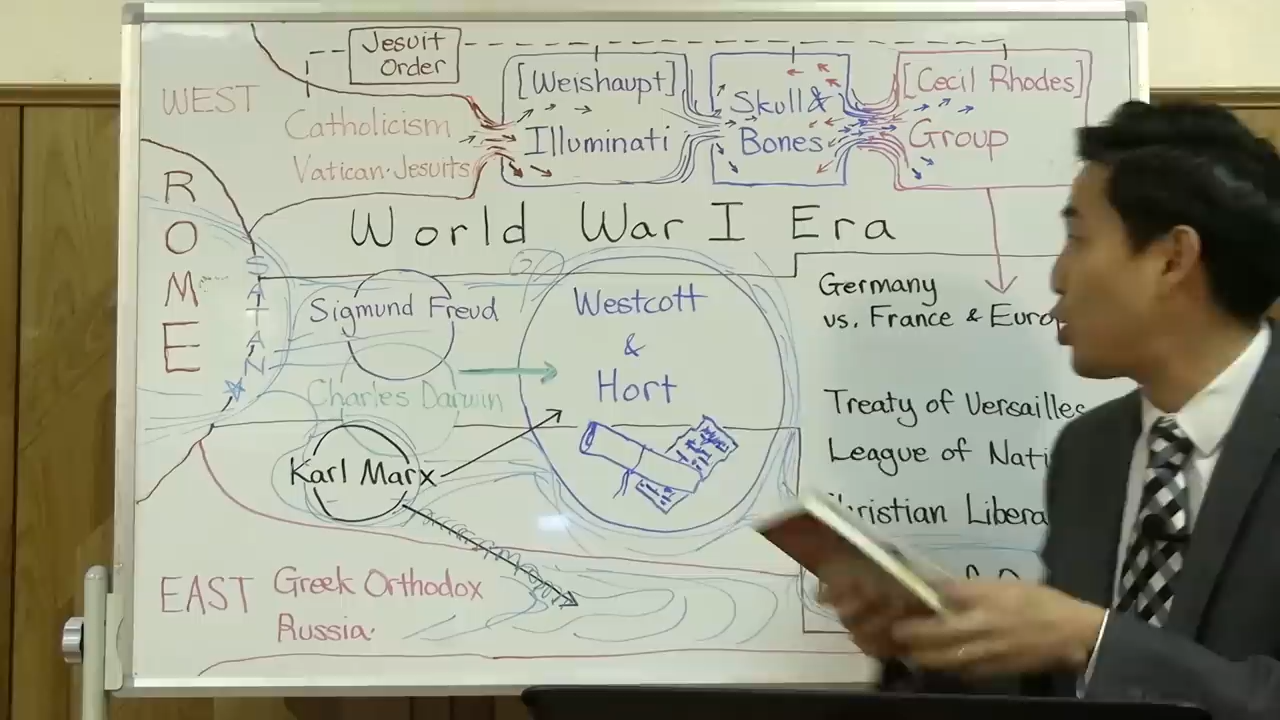 Jesuit
Order
WEST
Catholicism
Vatican·Jesuits
[Weishaupt]
Illuminati
Skull&
Bones
[Cecil Rhodes]
Group
ROME
World War I Era
SATAN
Sigmund Freud
Charles Darwin
Karl Marx
Westcott
&
Hort
Germany
vs. France & Euro
Treaty of Versailles
League of Nati
hristian Libera
EAST
Greek Orthodox
Russia